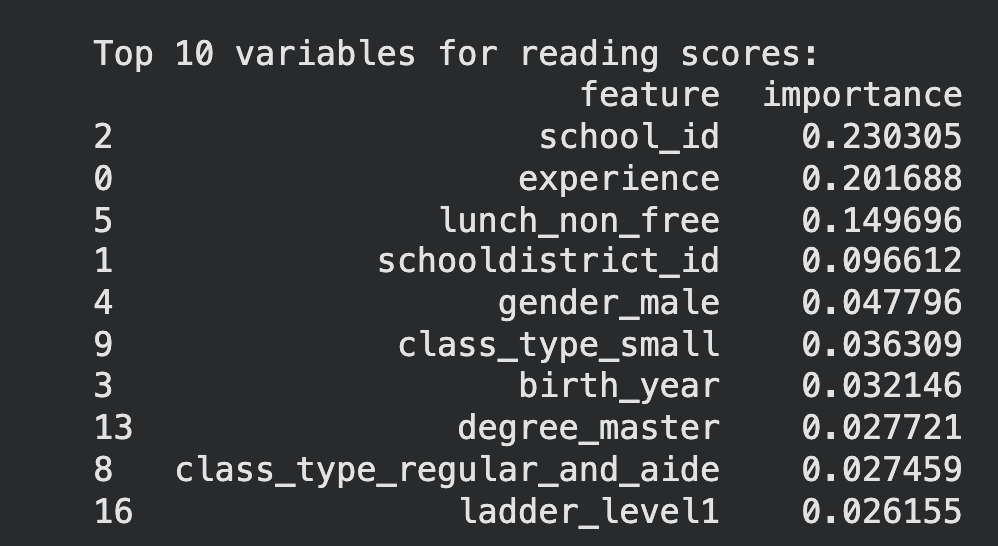 Top 10 variables for reading scores:
feature importance
2 school_id 0.230305
0 experience 0.201688
5 lunch_non_free 0.149696
1 schooldistrict_id 0.096612
4 gender_male 0.047796
9 class_type_small 0.036309
3 birth_year 0.032146
13 degree_master 0.027721
8 class_type_regular_and_aide 0.027459
16 ladder_level1 0.026155